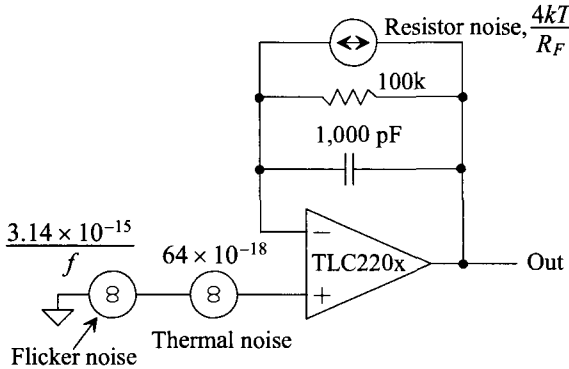 Resistor noise, 4kT/R_F
100k
1,000 pF
3.14 × 10⁻¹⁵/f
64 × 10⁻¹⁸
−
TLC220x
Out
+
Thermal noise
Flicker noise